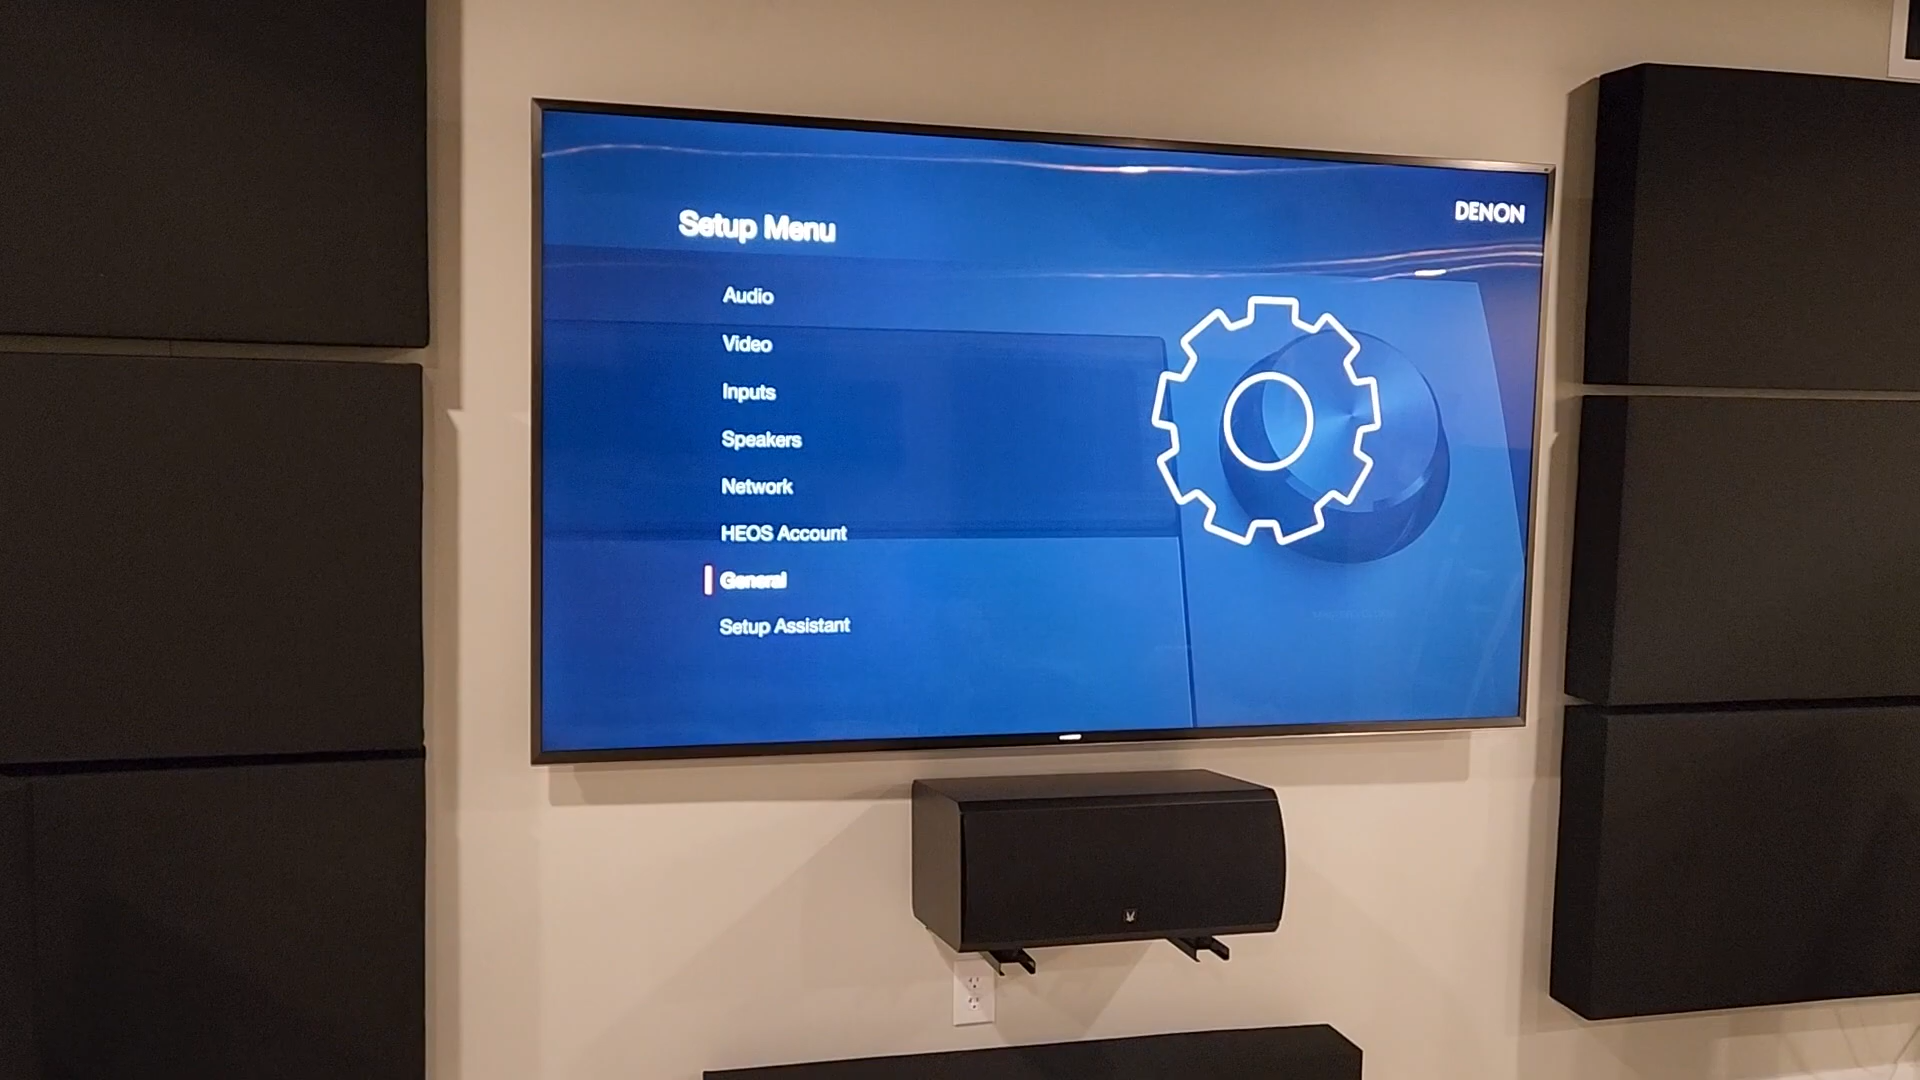 Setup Menu
DENON
Audio
Video
Inputs
Speakers
Network
HEOS Account
General
Setup Assistant